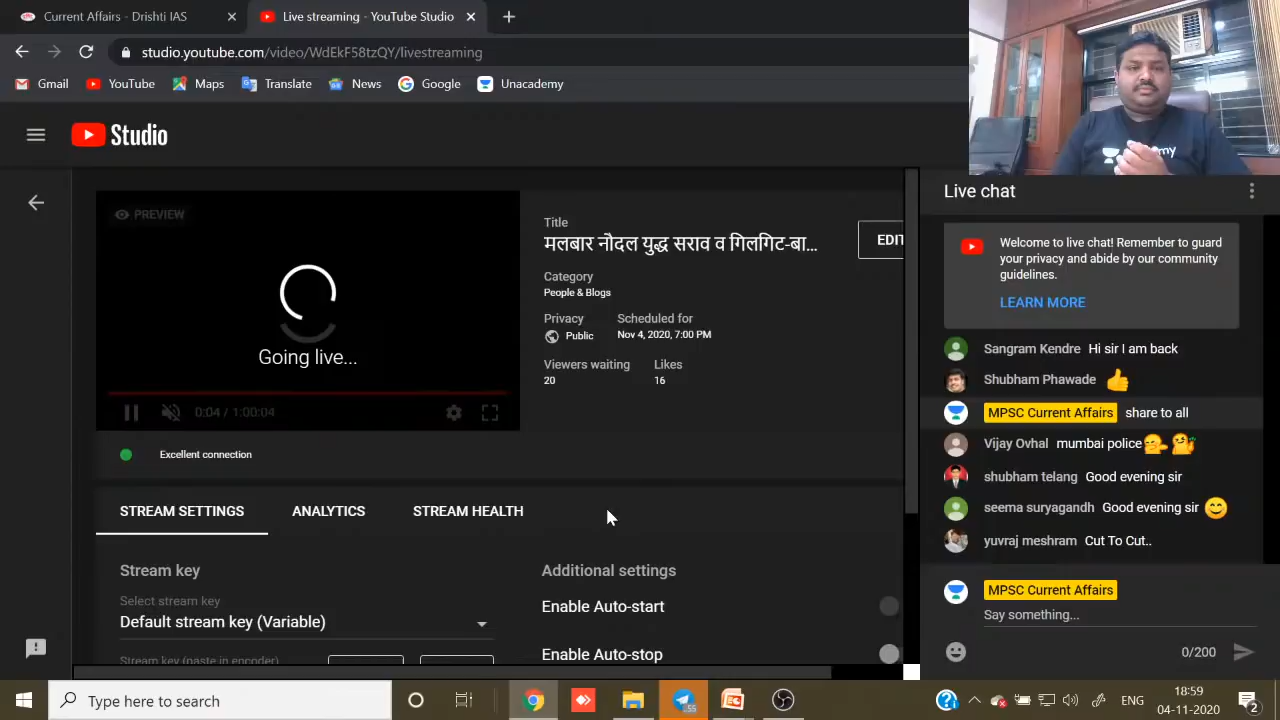 Current Affairs - Drishti IAS
Live streaming - YouTube Studio
studio.youtube.com/video/WdEkF58tzQY/livestreaming
Gmail YouTube Maps Translate News Google Unacademy
Studio
PREVIEW
Going live...
0:04 / 1:00:04
Excellent connection
Title
मलबार नौदल युद्ध सराव व गिलगिट-बा...
EDIT
Category
People & Blogs
Privacy
Public
Scheduled for
Nov 4, 2020, 7:00 PM
Viewers waiting
20
Likes
16
STREAM SETTINGS ANALYTICS STREAM HEALTH
Stream key
Select stream key
Default stream key (Variable)
Stream key (paste in encoder)
Additional settings
Enable Auto-start
Enable Auto-stop
Live chat
Welcome to live chat! Remember to guard
your privacy and abide by our community
guidelines.
LEARN MORE
Sangram Kendre Hi sir I am back
Shubham Phawade 👍
MPSC Current Affairs share to all
Vijay Ovhal mumbai police
shubham telang Good evening sir
seema suryagandh Good evening sir 😊
yuvraj meshram Cut To Cut..
MPSC Current Affairs
Say something...
0/200
Type here to search
55
ENG
18:59
04-11-2020
2